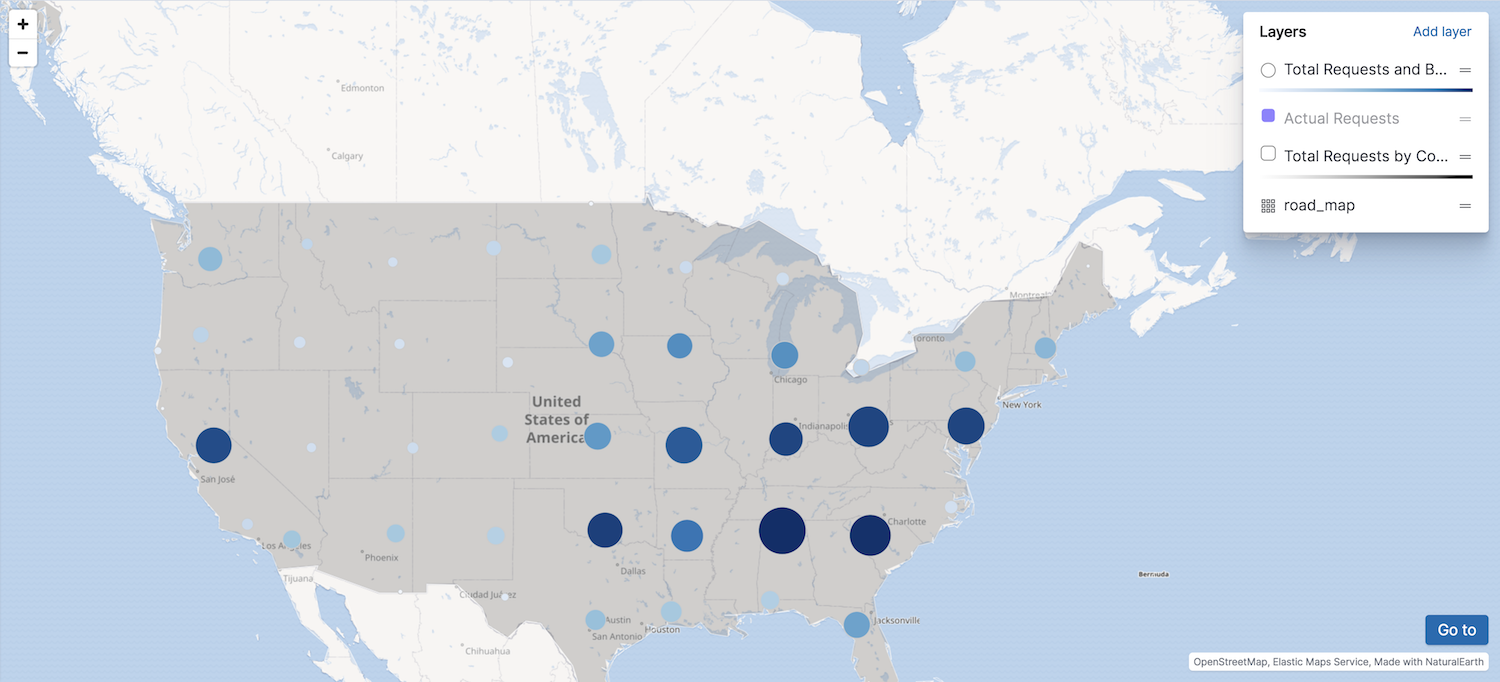 +
−
Layers
Add layer
Total Requests and B...
Actual Requests
Total Requests by Co...
road_map
Edmonton
Calgary
Montreal
Toronto
Chicago
New York
United
States of
America
Indianapolis
San José
Charlotte
Los Angeles
Phoenix
Dallas
Tijuana
Ciudad Juárez
Bermuda
Austin
Jacksonville
San Antonio
Houston
Chihuahua
Go to
OpenStreetMap, Elastic Maps Service, Made with NaturalEarth